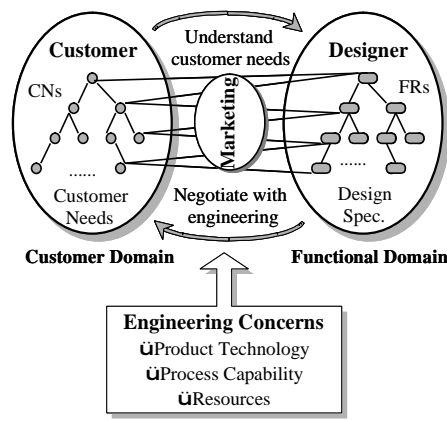 Customer
Understand
customer needs
Designer
CNs
FRs
Marketing
......
......
Customer
Needs
Negotiate with
engineering
Design
Spec.
Customer Domain
Functional Domain
Engineering Concerns
üProduct Technology
üProcess Capability
üResources